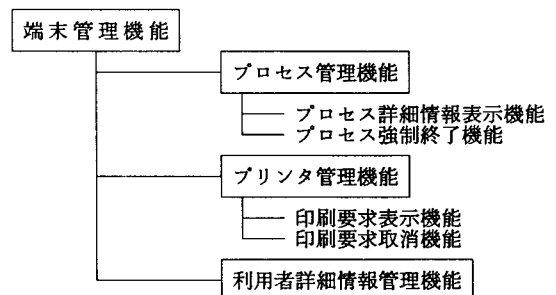 端末管理機能
プロセス管理機能
プロセス詳細情報表示機能
プロセス強制終了機能
プリンタ管理機能
印刷要求表示機能
印刷要求取消機能
利用者詳細情報管理機能